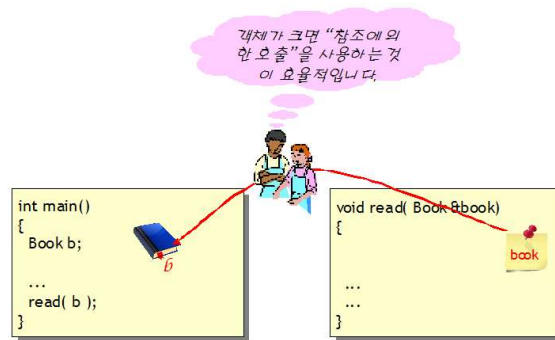 객체가 크면 “참조에 의
한 호출”을 사용하는 것
이 효율적입니다.
int main()
{
Book b;
b
...
read( b );
}
void read( Book &book)
{
book
...
...
}